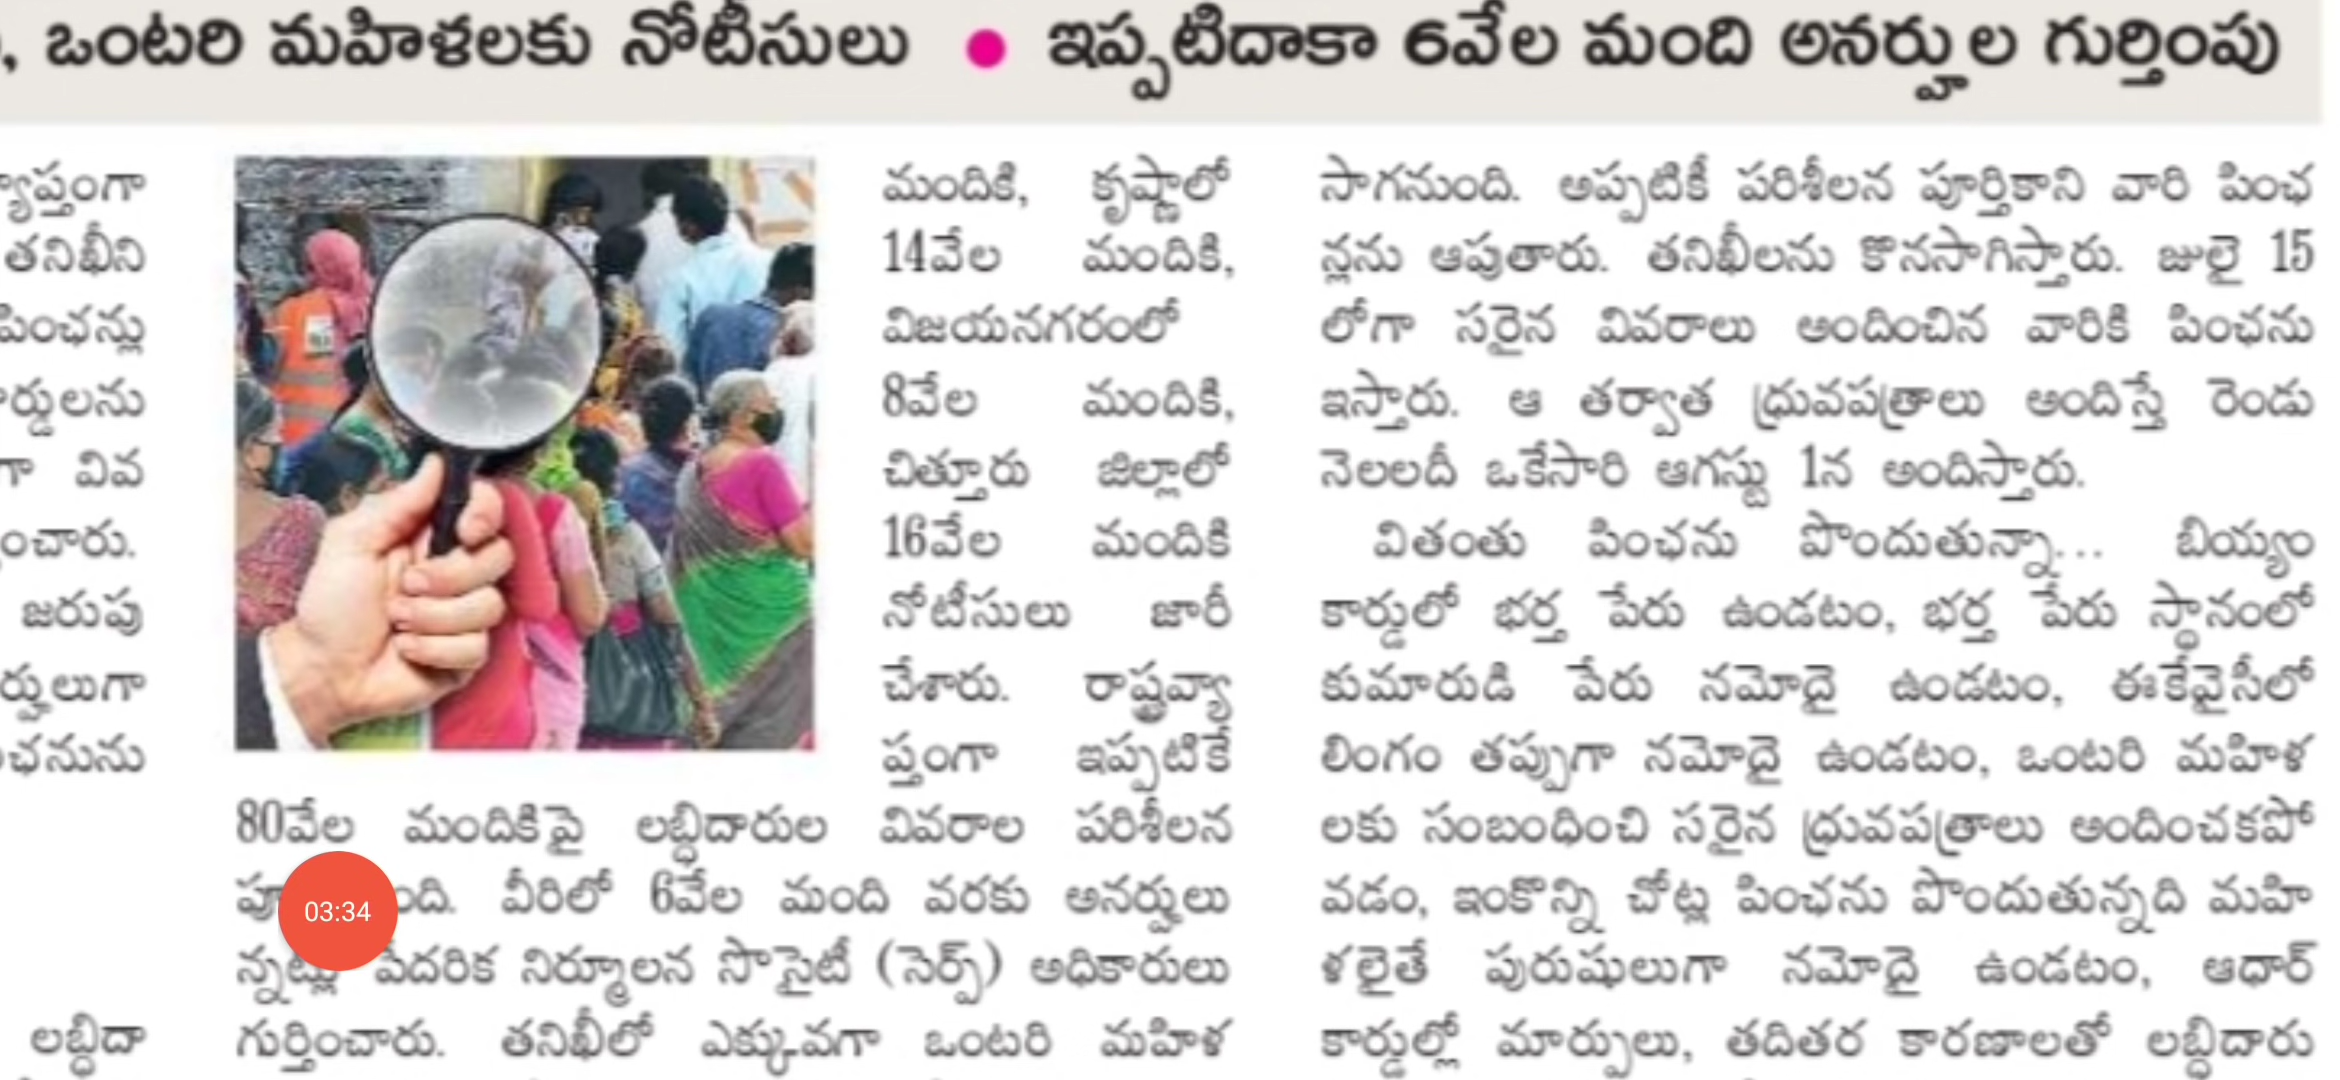 ఒంటరి మహిళలకు నోటీసులు ● ఇప్పటిదాకా 6వేల మంది అనర్హుల గుర్తింపు
తనిఖీని
పింఛన్లు
వివ
జరుపు
లబ్ధిదా
మందికి, కృష్ణాలో
14వేల మందికి,
విజయనగరంలో
8వేల మందికి,
చిత్తూరు జిల్లాలో
16వేల మందికి
నోటీసులు జారీ
చేశారు. రాష్ట్రవ్యా
ప్తంగా ఇప్పటికే
80వేల మందికిపై లబ్ధిదారుల వివరాల పరిశీలన
వీరిలో 6వేల మంది వరకు అనర్హులు
పేదరిక నిర్మూలన సొసైటీ (సెర్ప్) అధికారులు
గుర్తించారు. తనిఖీలో ఎక్కువగా ఒంటరి మహిళ
సాగనుంది. అప్పటికీ పరిశీలన పూర్తికాని వారి పింఛ
న్లను ఆపుతారు. తనిఖీలను కొనసాగిస్తారు. జులై 15
లోగా సరైన వివరాలు అందించిన వారికి పింఛను
ఇస్తారు. ఆ తర్వాత ధ్రువపత్రాలు అందిస్తే రెండు
నెలలదీ ఒకేసారి ఆగస్టు 1న అందిస్తారు.
వితంతు పింఛను పొందుతున్నా... బియ్యం
కార్డులో భర్త పేరు ఉండటం, భర్త పేరు స్థానంలో
కుమారుడి పేరు నమోదై ఉండటం, ఈకేవైసీలో
లింగం తప్పుగా నమోదై ఉండటం, ఒంటరి మహిళ
లకు సంబంధించి సరైన ధ్రువపత్రాలు అందించకపో
వడం, ఇంకొన్ని చోట్ల పింఛను పొందుతున్నది మహి
ళలైతే పురుషులుగా నమోదై ఉండటం, ఆధార్
కార్డుల్లో మార్పులు, తదితర కారణాలతో లబ్ధిదారు
03:34